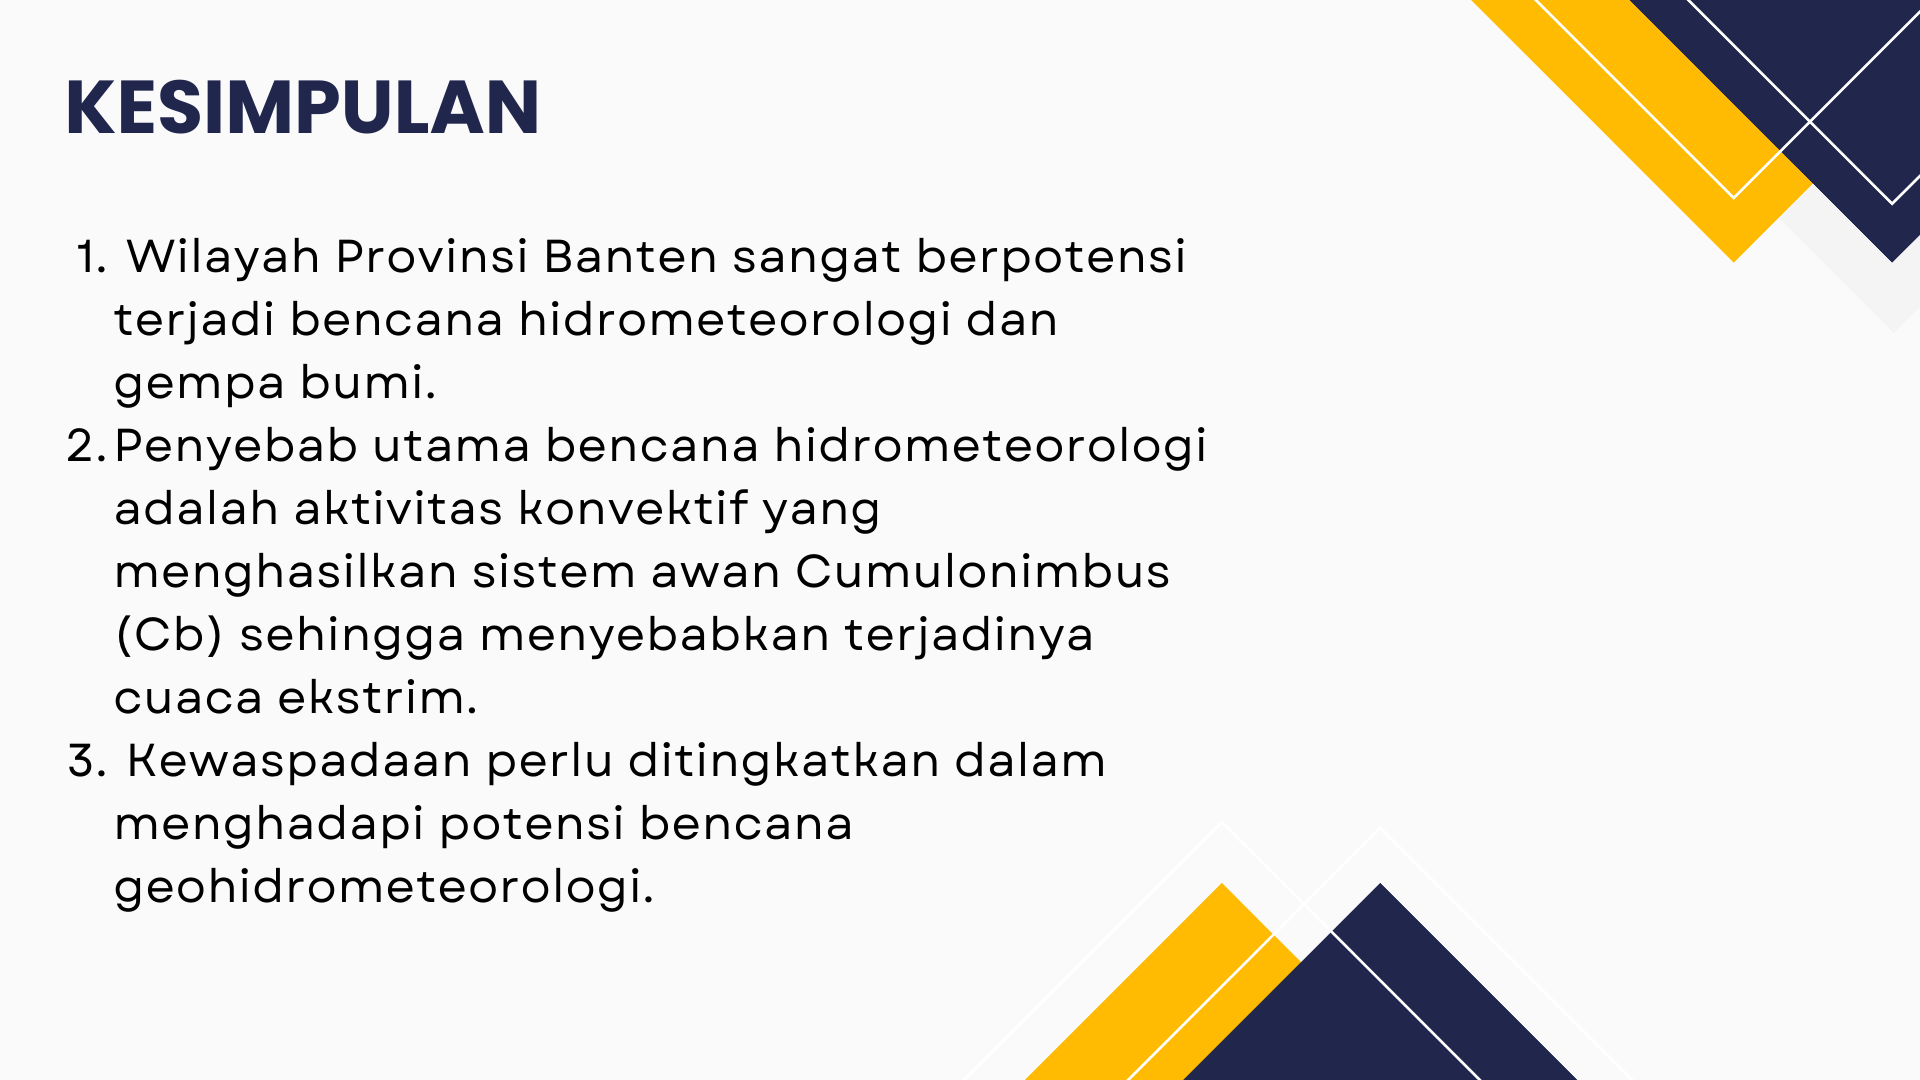 KESIMPULAN
1. Wilayah Provinsi Banten sangat berpotensi
terjadi bencana hidrometeorologi dan
gempa bumi.
2. Penyebab utama bencana hidrometeorologi
adalah aktivitas konvektif yang
menghasilkan sistem awan Cumulonimbus
(Cb) sehingga menyebabkan terjadinya
cuaca ekstrim.
3. Kewaspadaan perlu ditingkatkan dalam
menghadapi potensi bencana
geohidrometeorologi.